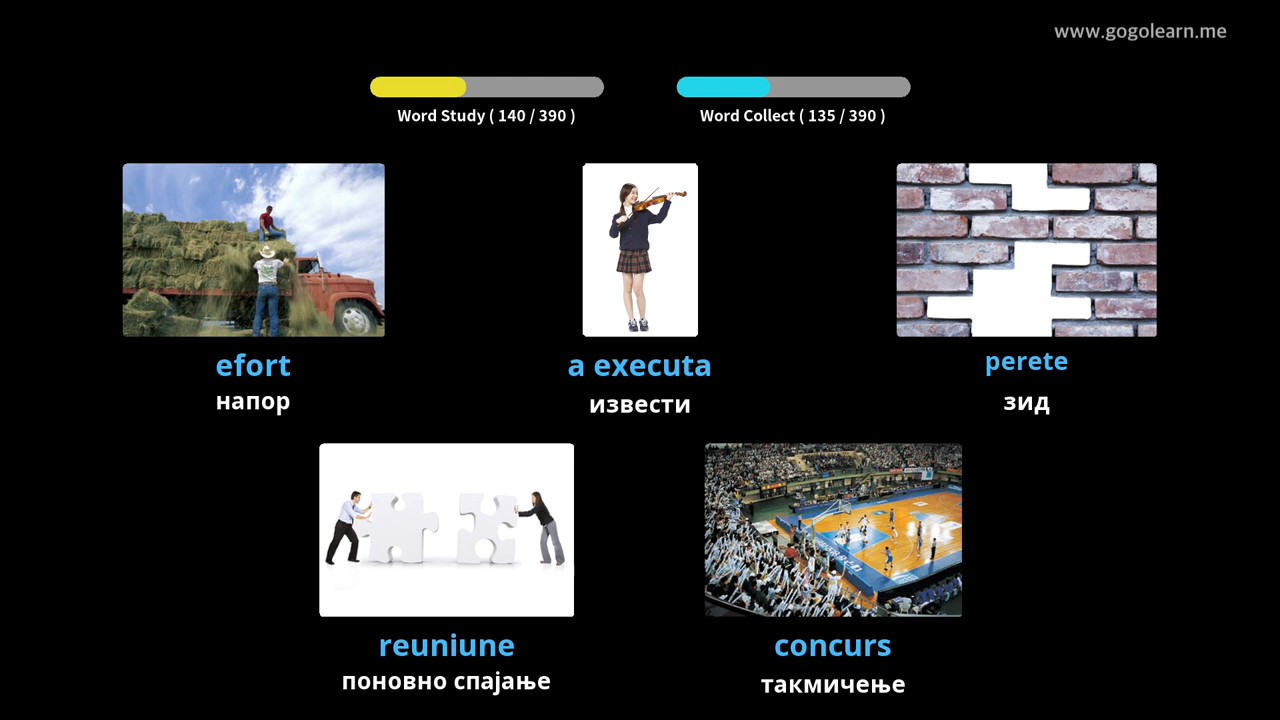 www.gogolearn.me
Word Study ( 140 / 390 )
Word Collect ( 135 / 390 )
efort
напор
a executa
извести
perete
зид
reuniune
поновно спајање
concurs
такмичење